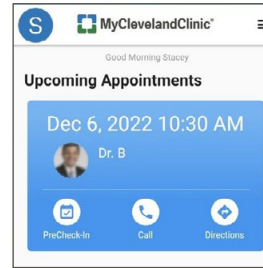 S
MyClevelandClinic®
Good Morning Stacey
Upcoming Appointments
Dec 6, 2022 10:30 AM
Dr. B
PreCheck-In Call Directions